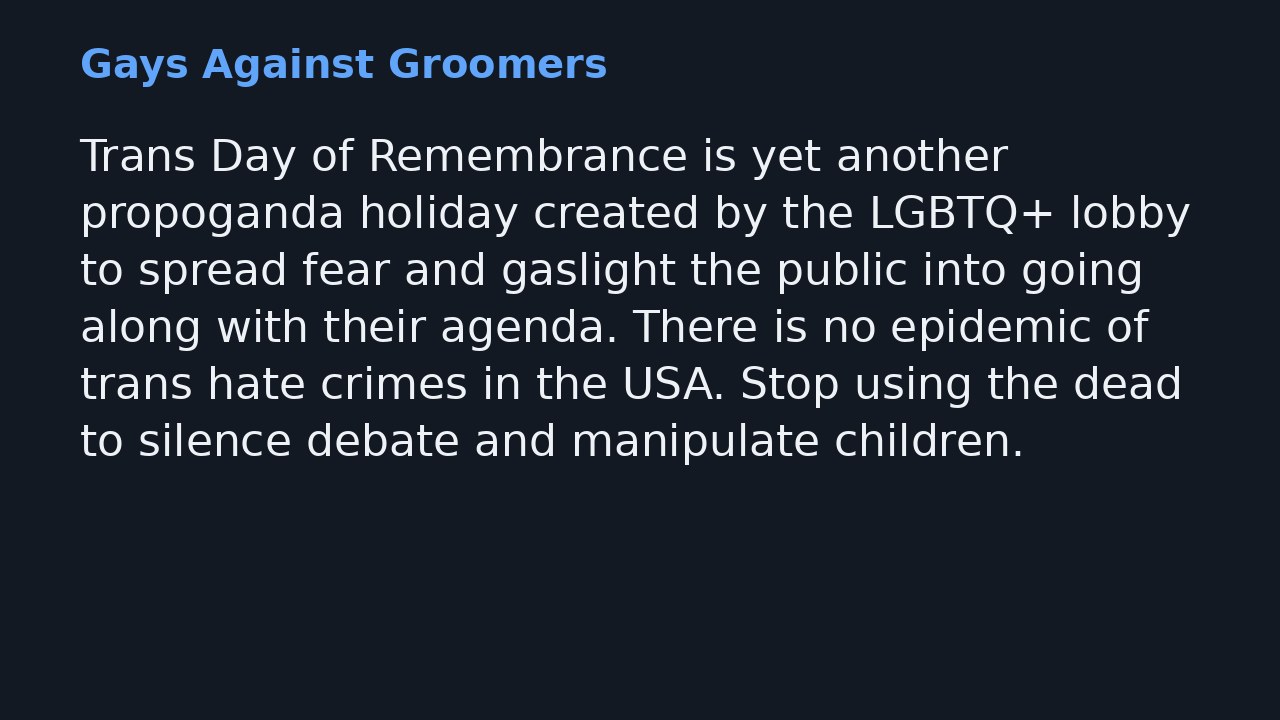 Gays Against Groomers
Trans Day of Remembrance is yet another
propoganda holiday created by the LGBTQ+ lobby
to spread fear and gaslight the public into going
along with their agenda. There is no epidemic of
trans hate crimes in the USA. Stop using the dead
to silence debate and manipulate children.